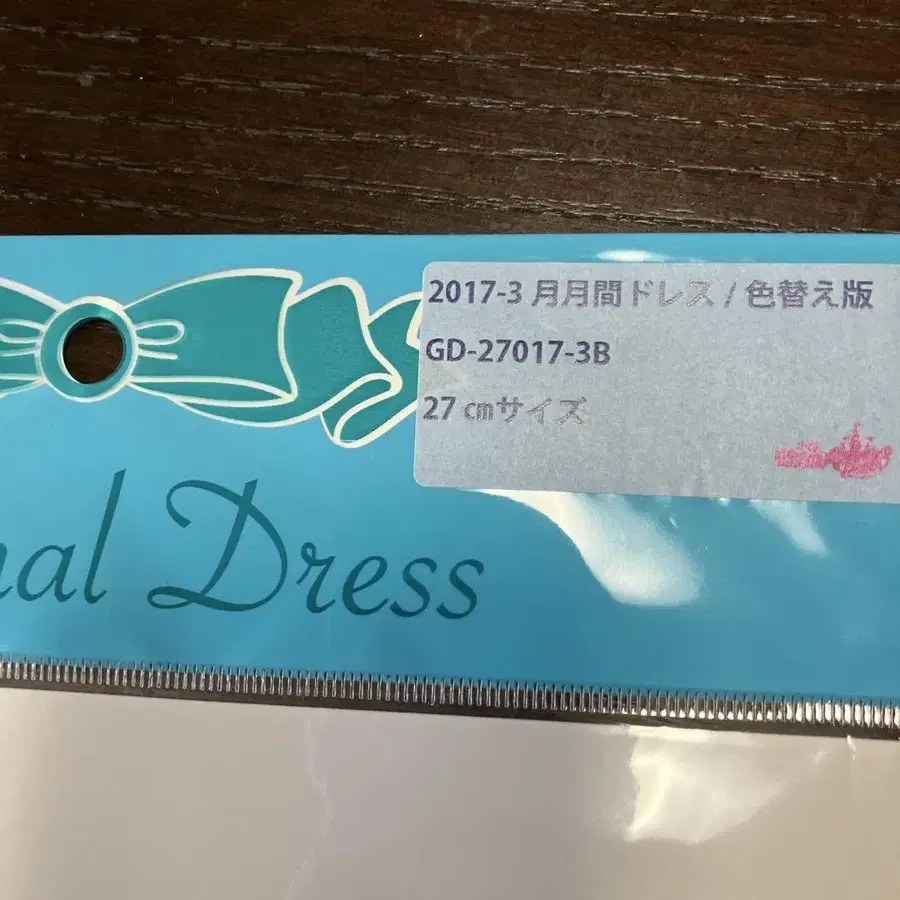 2017-3 月月間ドレス / 色替え版
GD-27017-3B
27 ㎝サイズ
nal Dress